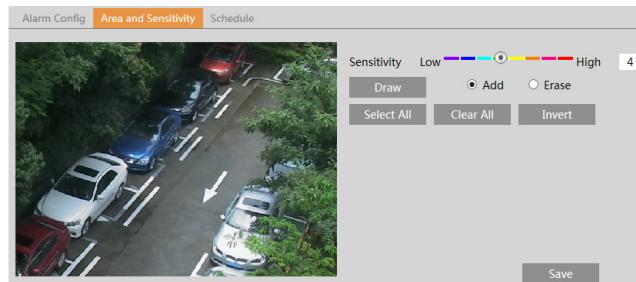 Alarm Config Area and Sensitivity Schedule
Sensitivity Low High 4
Draw Add Erase
Select All Clear All Invert
Save